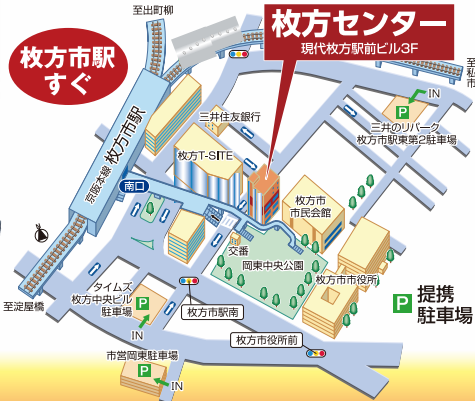 至出町柳
枚方センター
現代枚方駅前ビル3F
枚方市駅
すぐ
至私市
IN
P
三井のリパーク
枚方市駅東第2駐車場
三井住友銀行
枚方T-SITE
京阪本線 枚方市駅
南口
枚方市
市民会館
交番
岡東中央公園
枚方市市役所
至淀屋橋
タイムズ
枚方中央ビル
駐車場
P
IN
枚方市駅南
枚方市役所前
P 提携
駐車場
市営岡東駐車場
P
IN